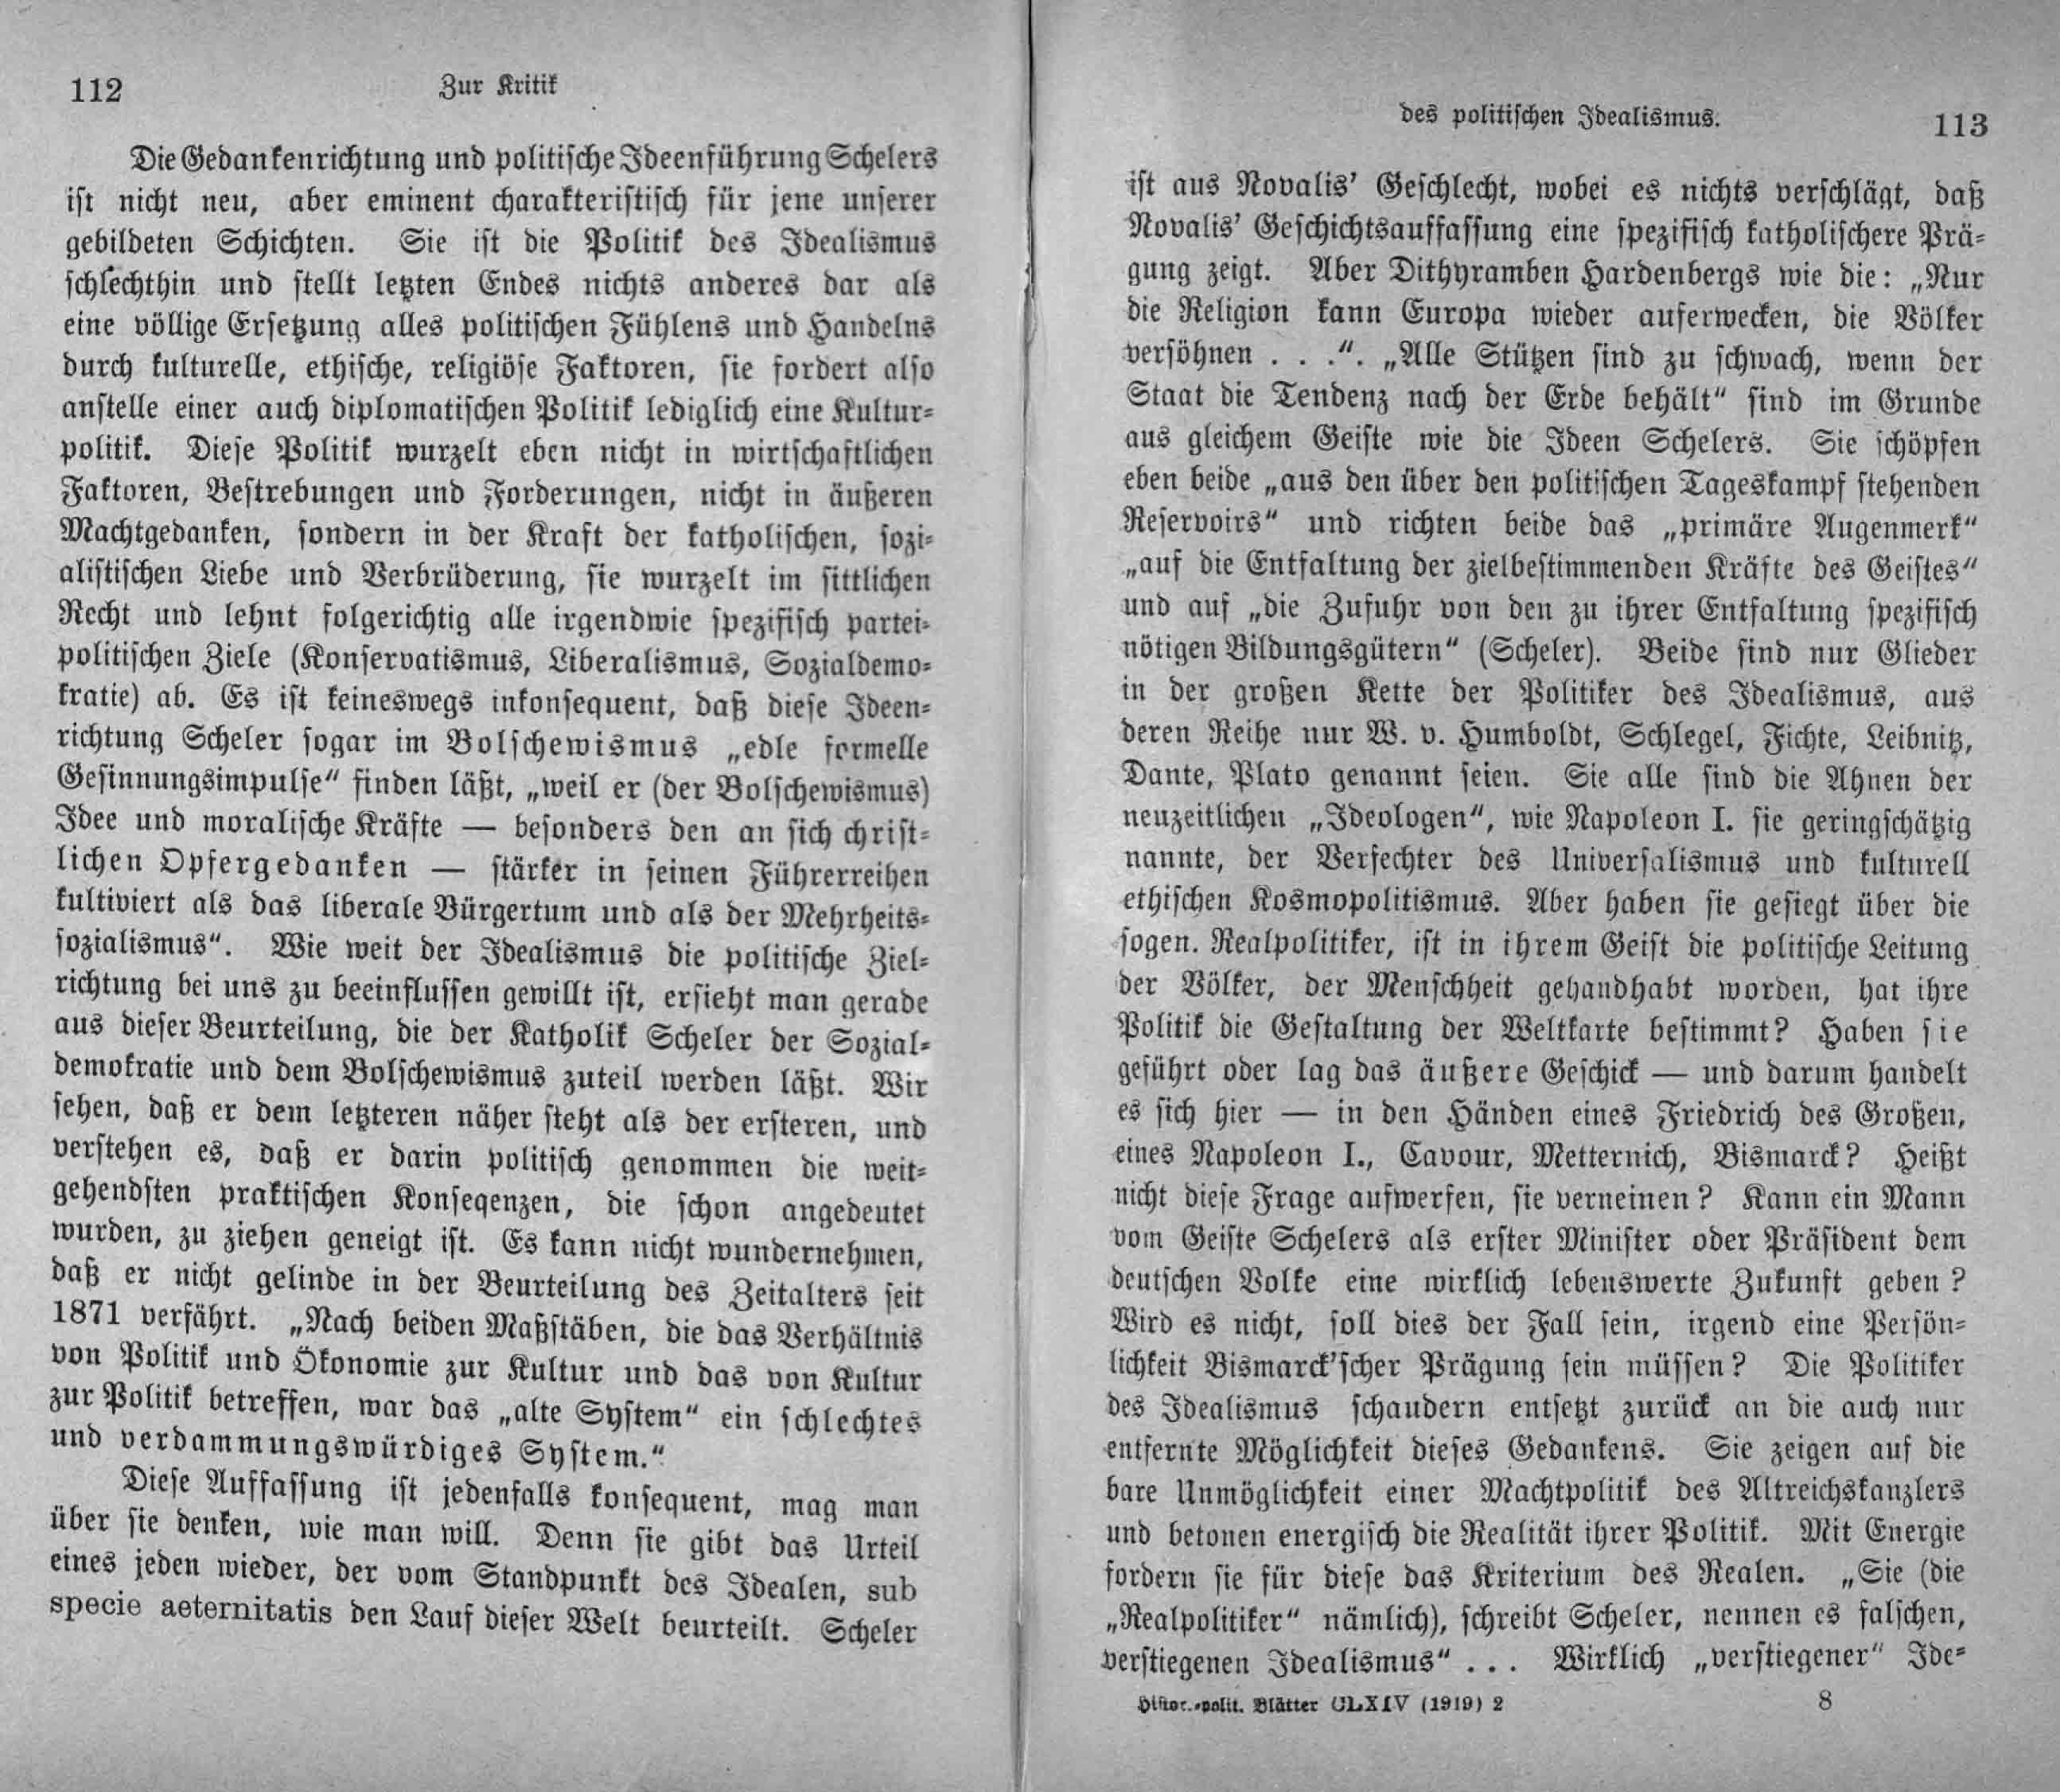 112
Zur Kritik
Die Gedankenrichtung und politische Ideenführung Schelers
ist nicht neu, aber eminent charakteristisch für jene unserer
gebildeten Schichten. Sie ist die Politik des Idealismus
schlechthin und stellt letzten Endes nichts anderes dar als
eine völlige Ersetzung alles politischen Fühlens und Handelns
durch kulturelle, ethische, religiöse Faktoren, sie fordert also
anstelle einer auch diplomatischen Politik lediglich eine Kultur-
politik. Diese Politik wurzelt eben nicht in wirtschaftlichen
Faktoren, Bestrebungen und Forderungen, nicht in äußeren
Machtgedanken, sondern in der Kraft der katholischen, sozi-
alistischen Liebe und Verbrüderung, sie wurzelt im sittlichen
Recht und lehnt folgerichtig alle irgendwie spezifisch partei-
politischen Ziele (Konservatismus, Liberalismus, Sozialdemo-
kratie) ab. Es ist keineswegs inkonsequent, daß diese Ideen-
richtung Scheler sogar im Bolschewismus „edle formelle
Gesinnungsimpulse“ finden läßt, „weil er (der Bolschewismus)
Idee und moralische Kräfte — besonders den an sich christ-
lichen Opfergedanken — stärker in seinen Führerreihen
kultiviert als das liberale Bürgertum und als der Mehrheits-
sozialismus“. Wie weit der Idealismus die politische Ziel-
richtung bei uns zu beeinflussen gewillt ist, ersieht man gerade
aus dieser Beurteilung, die der Katholik Scheler der Sozial-
demokratie und dem Bolschewismus zuteil werden läßt. Wir
sehen, daß er dem letzteren näher steht als der ersteren, und
verstehen es, daß er darin politisch genommen die weit-
gehendsten praktischen Konseqenzen, die schon angedeutet
wurden, zu ziehen geneigt ist. Es kann nicht wundernehmen,
daß er nicht gelinde in der Beurteilung des Zeitalters seit
1871 verfährt. „Nach beiden Maßstäben, die das Verhältnis
von Politik und Ökonomie zur Kultur und das von Kultur
zur Politik betreffen, war das „alte System“ ein schlechtes
und verdammungswürdiges System.“
Diese Auffassung ist jedenfalls konsequent, mag man
über sie denken, wie man will. Denn sie gibt das Urteil
eines jeden wieder, der vom Standpunkt des Idealen, sub
specie aeternitatis den Lauf dieser Welt beurteilt. Scheler
des politischen Idealismus.
113
ist aus Novalis’ Geschlecht, wobei es nichts verschlägt, daß
Novalis’ Geschichtsauffassung eine spezifisch katholischere Prä-
gung zeigt. Aber Dithyramben Hardenbergs wie die: „Nur
die Religion kann Europa wieder auferwecken, die Völker
versöhnen . . .“. „Alle Stützen sind zu schwach, wenn der
Staat die Tendenz nach der Erde behält“ sind im Grunde
aus gleichem Geiste wie die Ideen Schelers. Sie schöpfen
eben beide „aus den über den politischen Tageskampf stehenden
Reservoirs“ und richten beide das „primäre Augenmerk“
„auf die Entfaltung der zielbestimmenden Kräfte des Geistes“
und auf „die Zufuhr von den zu ihrer Entfaltung spezifisch
nötigen Bildungsgütern“ (Scheler). Beide sind nur Glieder
in der großen Kette der Politiker des Idealismus, aus
deren Reihe nur W. v. Humboldt, Schlegel, Fichte, Leibnitz,
Dante, Plato genannt seien. Sie alle sind die Ahnen der
neuzeitlichen „Ideologen“, wie Napoleon I. sie geringschätzig
nannte, der Verfechter des Universalismus und kulturell
ethischen Kosmopolitismus. Aber haben sie gesiegt über die
sogen. Realpolitiker, ist in ihrem Geist die politische Leitung
der Völker, der Menschheit gehandhabt worden, hat ihre
Politik die Gestaltung der Weltkarte bestimmt? Haben sie
geführt oder lag das äußere Geschick — und darum handelt
es sich hier — in den Händen eines Friedrich des Großen,
eines Napoleon I., Cavour, Metternich, Bismarck? Heißt
nicht diese Frage aufwerfen, sie verneinen? Kann ein Mann
vom Geiste Schelers als erster Minister oder Präsident dem
deutschen Volke eine wirklich lebenswerte Zukunft geben?
Wird es nicht, soll dies der Fall sein, irgend eine Persön-
lichkeit Bismarck’scher Prägung sein müssen? Die Politiker
des Idealismus schaudern entsetzt zurück an die auch nur
entfernte Möglichkeit dieses Gedankens. Sie zeigen auf die
bare Unmöglichkeit einer Machtpolitik des Altreichskanzlers
und betonen energisch die Realität ihrer Politik. Mit Energie
fordern sie für diese das Kriterium des Realen. „Sie (die
„Realpolitiker“ nämlich), schreibt Scheler, nennen es falschen,
verstiegenen Idealismus“ . . . Wirklich „verstiegener“ Ide-
Histor.-polit. Blätter CLXIV (1919) 2
8